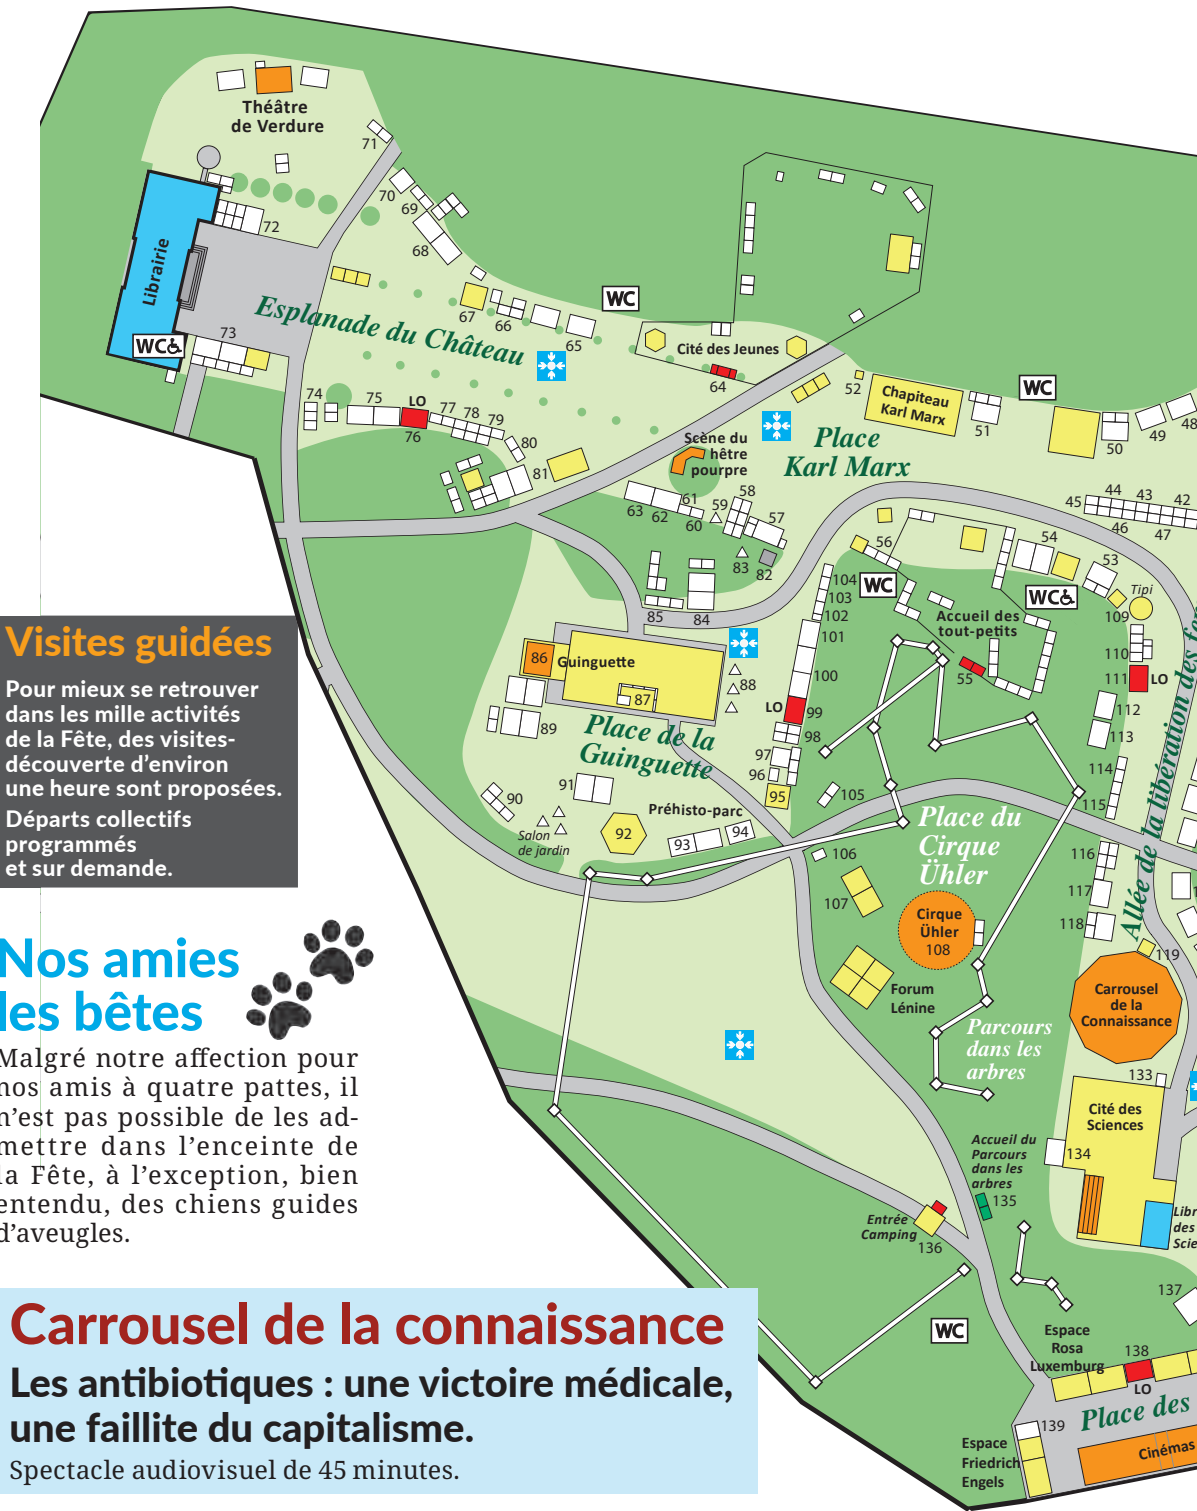 Théâtre
de Verdure
71
70
69
72
68
Librairie
WC
67
66
65
Esplanade du Château
WC
73
Cité des Jeunes
64
52
Chapiteau
Karl Marx
WC
51
50
49
48
74
75
LO
76
77
78
79
80
81
Scène du
hêtre
pourpre
Place
Karl Marx
63
62
61
60
59
58
57
83
82
45
44
46
43
47
42
56
54
53
WC
WC
Tipi
109
85
84
104
103
102
101
100
LO
99
98
97
96
95
Accueil des
tout-petits
55
110
111
LO
112
113
114
115
86
Guinguette
87
88
89
Place de la
Guinguette
90
91
Salon
de jardin
92
Préhisto-parc
93
94
105
106
107
Place du
Cirque
Ühler
Cirque
Ühler
108
Forum
Lénine
116
117
118
119
Allée de la libération des fem
Carrousel
de la
Connaissance
Parcours
dans les
arbres
133
Cité des
Sciences
134
Accueil du
Parcours
dans les
arbres
135
Entrée
Camping
136
Libr
des
Scie
137
WC
Espace
Rosa
Luxemburg
138
LO
Place des
139
Espace
Friedrich
Engels
Cinémas
Visites guidées
Pour mieux se retrouver
dans les mille activités
de la Fête, des visites-
découverte d'environ
une heure sont proposées.
Départs collectifs
programmés
et sur demande.
Nos amies
les bêtes
Malgré notre affection pour
nos amis à quatre pattes, il
n'est pas possible de les ad-
mettre dans l'enceinte de
la Fête, à l'exception, bien
entendu, des chiens guides
d'aveugles.
Carrousel de la connaissance
Les antibiotiques : une victoire médicale,
une faillite du capitalisme.
Spectacle audiovisuel de 45 minutes.